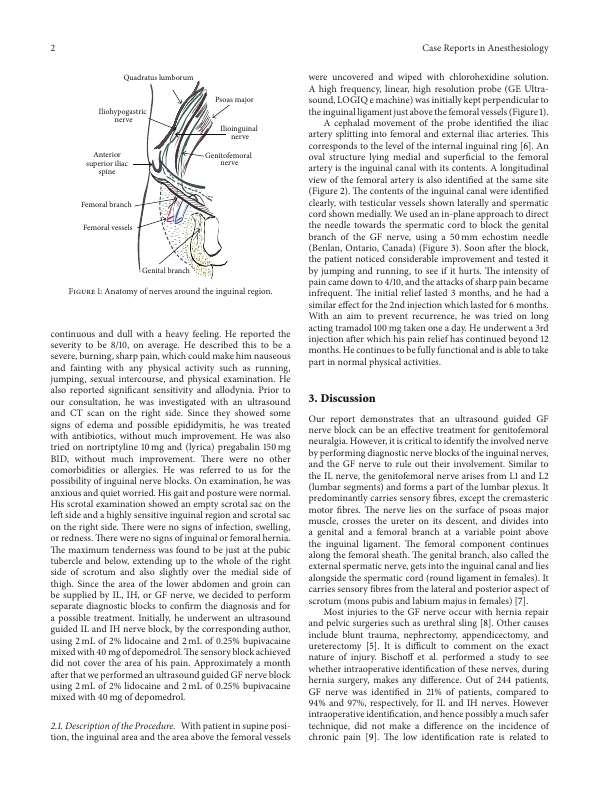 2
Case Reports in Anesthesiology
Quadratus lumborum
Psoas major
Iliohypogastric
nerve
Ilioinguinal
nerve
Anterior
superior iliac
spine
Genitofemoral
nerve
Femoral branch
Femoral vessels
Genital branch
Figure 1: Anatomy of nerves around the inguinal region.
continuous and dull with a heavy feeling. He reported the
severity to be 8/10, on average. He described this to be a
severe, burning, sharp pain, which could make him nauseous
and fainting with any physical activity such as running,
jumping, sexual intercourse, and physical examination. He
also reported significant sensitivity and allodynia. Prior to
our consultation, he was investigated with an ultrasound
and CT scan on the right side. Since they showed some
signs of edema and possible epididymitis, he was treated
with antibiotics, without much improvement. He was also
tried on nortriptyline 10 mg and (lyrica) pregabalin 150 mg
BID, without much improvement. There were no other
comorbidities or allergies. He was referred to us for the
possibility of inguinal nerve blocks. On examination, he was
anxious and quiet worried. His gait and posture were normal.
His scrotal examination showed an empty scrotal sac on the
left side and a highly sensitive inguinal region and scrotal sac
on the right side. There were no signs of infection, swelling,
or redness. There were no signs of inguinal or femoral hernia.
The maximum tenderness was found to be just at the pubic
tubercle and below, extending up to the whole of the right
side of scrotum and also slightly over the medial side of
thigh. Since the area of the lower abdomen and groin can
be supplied by IL, IH, or GF nerve, we decided to perform
separate diagnostic blocks to confirm the diagnosis and for
a possible treatment. Initially, he underwent an ultrasound
guided IL and IH nerve block, by the corresponding author,
using 2 mL of 2% lidocaine and 2 mL of 0.25% bupivacaine
mixed with 40 mg of depomedrol. The sensory block achieved
did not cover the area of his pain. Approximately a month
after that we performed an ultrasound guided GF nerve block
using 2 mL of 2% lidocaine and 2 mL of 0.25% bupivacaine
mixed with 40 mg of depomedrol.
2.1. Description of the Procedure. With patient in supine posi-
tion, the inguinal area and the area above the femoral vessels
were uncovered and wiped with chlorohexidine solution.
A high frequency, linear, high resolution probe (GE Ultra-
sound, LOGIQ e machine) was initially kept perpendicular to
the inguinal ligament just above the femoral vessels (Figure 1).
A cephalad movement of the probe identified the iliac
artery splitting into femoral and external iliac arteries. This
corresponds to the level of the internal inguinal ring [6]. An
oval structure lying medial and superficial to the femoral
artery is the inguinal canal with its contents. A longitudinal
view of the femoral artery is also identified at the same site
(Figure 2). The contents of the inguinal canal were identified
clearly, with testicular vessels shown laterally and spermatic
cord shown medially. We used an in-plane approach to direct
the needle towards the spermatic cord to block the genital
branch of the GF nerve, using a 50 mm echostim needle
(Benlan, Ontario, Canada) (Figure 3). Soon after the block,
the patient noticed considerable improvement and tested it
by jumping and running, to see if it hurts. The intensity of
pain came down to 4/10, and the attacks of sharp pain became
infrequent. The initial relief lasted 3 months, and he had a
similar effect for the 2nd injection which lasted for 6 months.
With an aim to prevent recurrence, he was tried on long
acting tramadol 100 mg taken one a day. He underwent a 3rd
injection after which his pain relief has continued beyond 12
months. He continues to be fully functional and is able to take
part in normal physical activities.
3. Discussion
Our report demonstrates that an ultrasound guided GF
nerve block can be an effective treatment for genitofemoral
neuralgia. However, it is critical to identify the involved nerve
by performing diagnostic nerve blocks of the inguinal nerves,
and the GF nerve to rule out their involvement. Similar to
the IL nerve, the genitofemoral nerve arises from L1 and L2
(lumbar segments) and forms a part of the lumbar plexus. It
predominantly carries sensory fibres, except the cremasteric
motor fibres. The nerve lies on the surface of psoas major
muscle, crosses the ureter on its descent, and divides into
a genital and a femoral branch at a variable point above
the inguinal ligament. The femoral component continues
along the femoral sheath. The genital branch, also called the
external spermatic nerve, gets into the inguinal canal and lies
alongside the spermatic cord (round ligament in females). It
carries sensory fibres from the lateral and posterior aspect of
scrotum (mons pubis and labium majus in females) [7].
Most injuries to the GF nerve occur with hernia repair
and pelvic surgeries such as urethral sling [8]. Other causes
include blunt trauma, nephrectomy, appendicectomy, and
ureterectomy [5]. It is difficult to comment on the exact
nature of injury. Bischoff et al. performed a study to see
whether intraoperative identification of these nerves, during
hernia surgery, makes any difference. Out of 244 patients,
GF nerve was identified in 21% of patients, compared to
94% and 97%, respectively, for IL and IH nerves. However
intraoperative identification, and hence possibly a much safer
technique, did not make a difference on the incidence of
chronic pain [9]. The low identification rate is related to